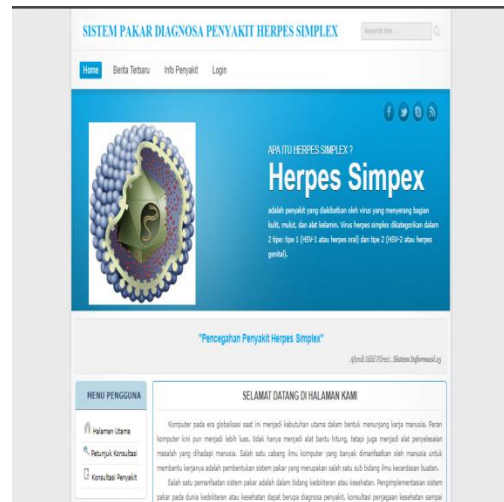 SISTEM PAKAR DIAGNOSA PENYAKIT HERPES SIMPLEX
keywords here ...
Home Berita Terbaru Info Penyakit Login
APA ITU HERPES SIMPLEX ?
Herpes Simpex
adalah penyakit yang diakibatkan oleh virus yang menyerang bagian
kulit, mulut, dan alat kelamin. Virus herpes simplex dikategorikan dalam
2 tipe: tipe 1 (HSV-1 atau herpes oral) dan tipe 2 (HSV-2 atau herpes
genital).
"Pencegahan Penyakit Herpes Simplex"
Sistem Informasi 15
MENU PENGGUNA
Halaman Utama
Petunjuk Konsultasi
Konsultasi Penyakit
SELAMAT DATANG DI HALAMAN KAMI
Komputer pada era globalisasi saat ini menjadi kebutuhan utama dalam bentuk menunjang kerja manusia. Peran
komputer kini pun menjadi lebih luas, tidak hanya menjadi alat bantu hitung, tetapi juga menjadi alat penyelesaian
masalah yang dihadapi manusia. Salah satu cabang ilmu komputer yang banyak dimanfaatkan oleh manusia untuk
membantu kerjanya adalah pembentukan sistem pakar yang merupakan salah satu sub bidang ilmu kecerdasan buatan.
Salah satu pemanfaatan sistem pakar adalah dalam bidang kedokteran atau kesehatan. Pengimplementasian sistem
pakar pada dunia kedokteran atau kesehatan dapat berupa diagnosa penyakit, konsultasi penjagaan kesehatan sampai